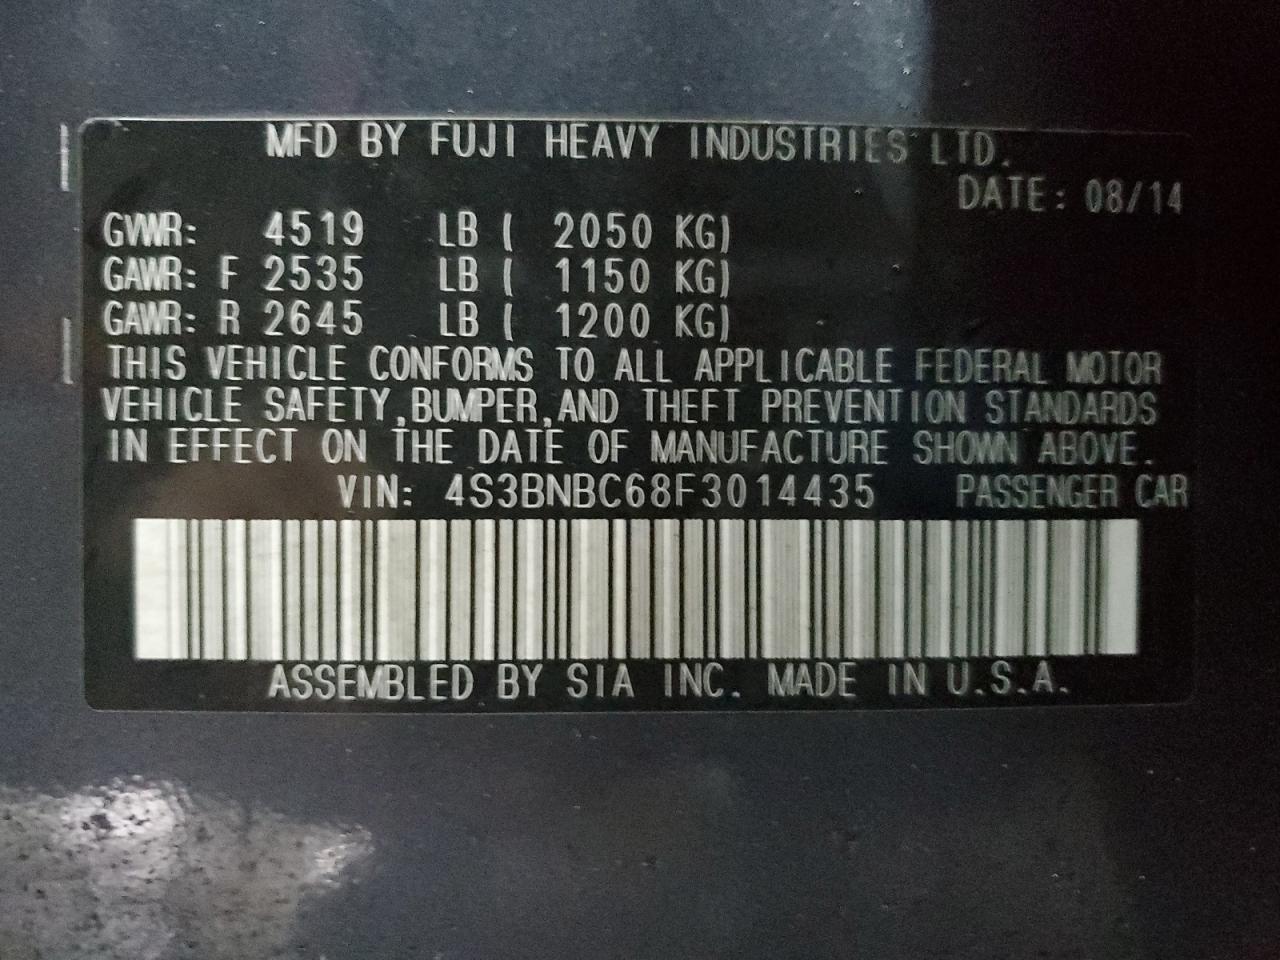 MFD BY FUJI HEAVY INDUSTRIES LTD.
DATE: 08/14
GVWR: 4519 LB ( 2050 KG)
GAWR: F 2535 LB ( 1150 KG)
GAWR: R 2645 LB ( 1200 KG)
THIS VEHICLE CONFORMS TO ALL APPLICABLE FEDERAL MOTOR
VEHICLE SAFETY,BUMPER,AND THEFT PREVENTION STANDARDS
IN EFFECT ON THE DATE OF MANUFACTURE SHOWN ABOVE.
VIN: 4S3BNBC68F3014435 PASSENGER CAR
ASSEMBLED BY SIA INC. MADE IN U.S.A.